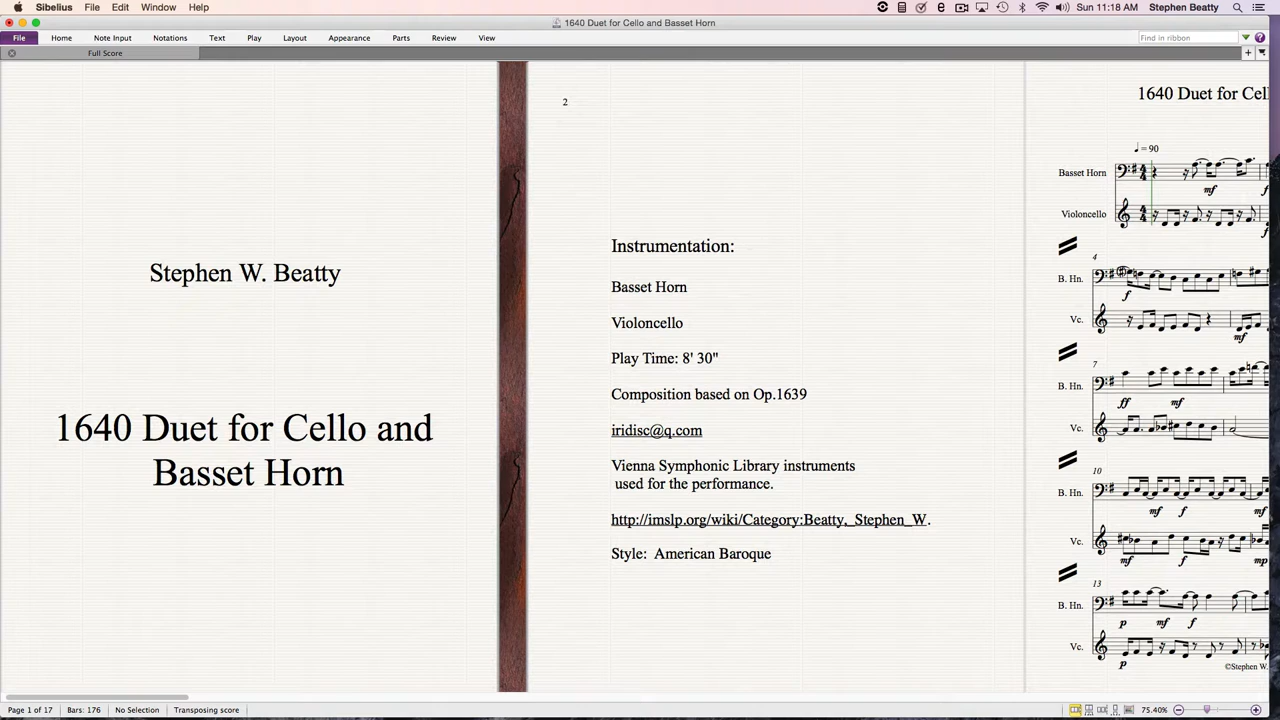 Sibelius File Edit Window Help
Sun 11:18 AM Stephen Beatty
1640 Duet for Cello and Basset Horn
File Home Note Input Notations Text Play Layout Appearance Parts Review View
Find in ribbon
Full Score
Stephen W. Beatty
1640 Duet for Cello and
Basset Horn
2
Instrumentation:
Basset Horn
Violoncello
Play Time: 8' 30"
Composition based on Op.1639
iridisc@q.com
Vienna Symphonic Library instruments
used for the performance.
http://imslp.org/wiki/Category:Beatty,_Stephen_W.
Style: American Baroque
1640 Duet for Cel
= 90
Basset Horn
mf
f
Violoncello
f
4
B. Hn.
f
Vc.
mf
7
B. Hn.
ff mf
Vc.
10
B. Hn.
mf f mf
Vc.
mf f mp
13
B. Hn.
p mf f
Vc.
p
©Stephen W.
Page 1 of 17 Bars: 176 No Selection Transposing score
75.40%